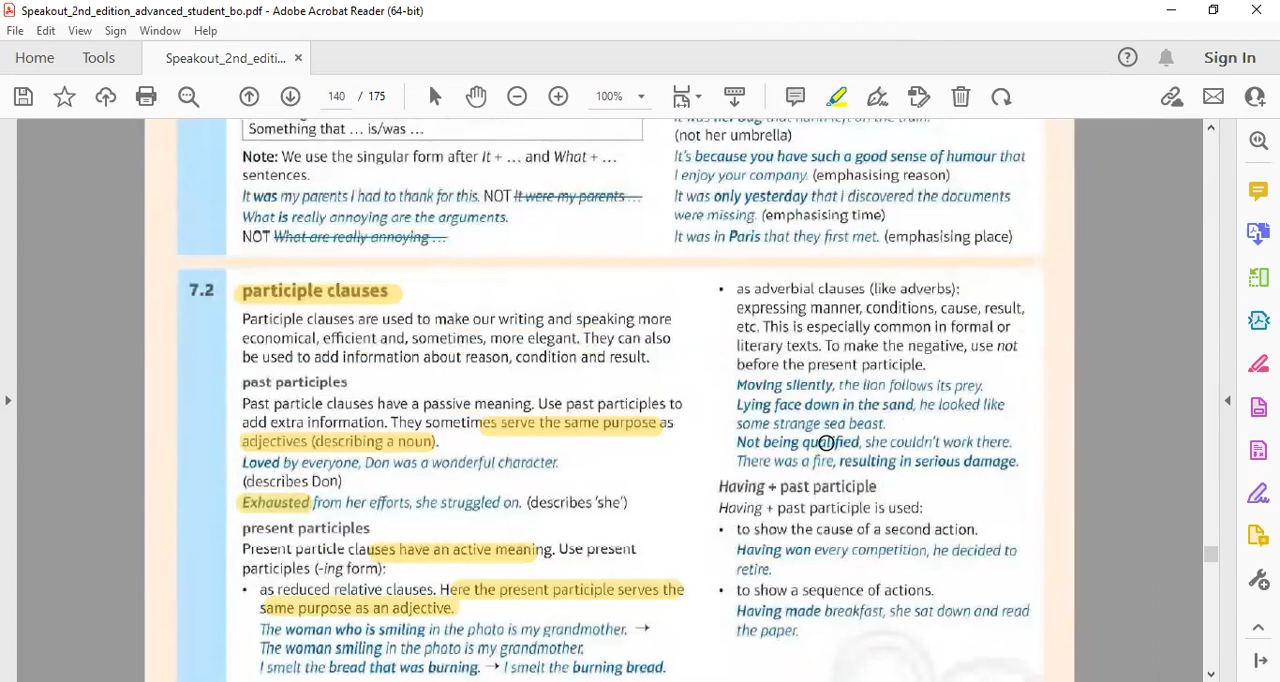 Speakout_2nd_edition_advanced_student_bo.pdf - Adobe Acrobat Reader (64-bit)
File Edit View Sign Window Help
Home Tools Speakout_2nd_editi... × Sign In
140 / 175 100%
Something that … is/was …
Note: We use the singular form after It + … and What + …
sentences.
It was my parents I had to thank for this. NOT It were my parents …
What is really annoying are the arguments.
NOT What are really annoying …
(not her umbrella)
It's because you have such a good sense of humour that
I enjoy your company. (emphasising reason)
It was only yesterday that I discovered the documents
were missing. (emphasising time)
It was in Paris that they first met. (emphasising place)
7.2 participle clauses
Participle clauses are used to make our writing and speaking more
economical, efficient and, sometimes, more elegant. They can also
be used to add information about reason, condition and result.
past participles
Past particle clauses have a passive meaning. Use past participles to
add extra information. They sometimes serve the same purpose as
adjectives (describing a noun).
Loved by everyone, Don was a wonderful character.
(describes Don)
Exhausted from her efforts, she struggled on. (describes 'she')
present participles
Present particle clauses have an active meaning. Use present
participles (-ing form):
• as reduced relative clauses. Here the present participle serves the
same purpose as an adjective.
The woman who is smiling in the photo is my grandmother. →
The woman smiling in the photo is my grandmother.
I smelt the bread that was burning. → I smelt the burning bread.
• as adverbial clauses (like adverbs):
expressing manner, conditions, cause, result,
etc. This is especially common in formal or
literary texts. To make the negative, use not
before the present participle.
Moving silently, the lion follows its prey.
Lying face down in the sand, he looked like
some strange sea beast.
Not being qualified, she couldn't work there.
There was a fire, resulting in serious damage.
Having + past participle
Having + past participle is used:
• to show the cause of a second action.
Having won every competition, he decided to
retire.
• to show a sequence of actions.
Having made breakfast, she sat down and read
the paper.